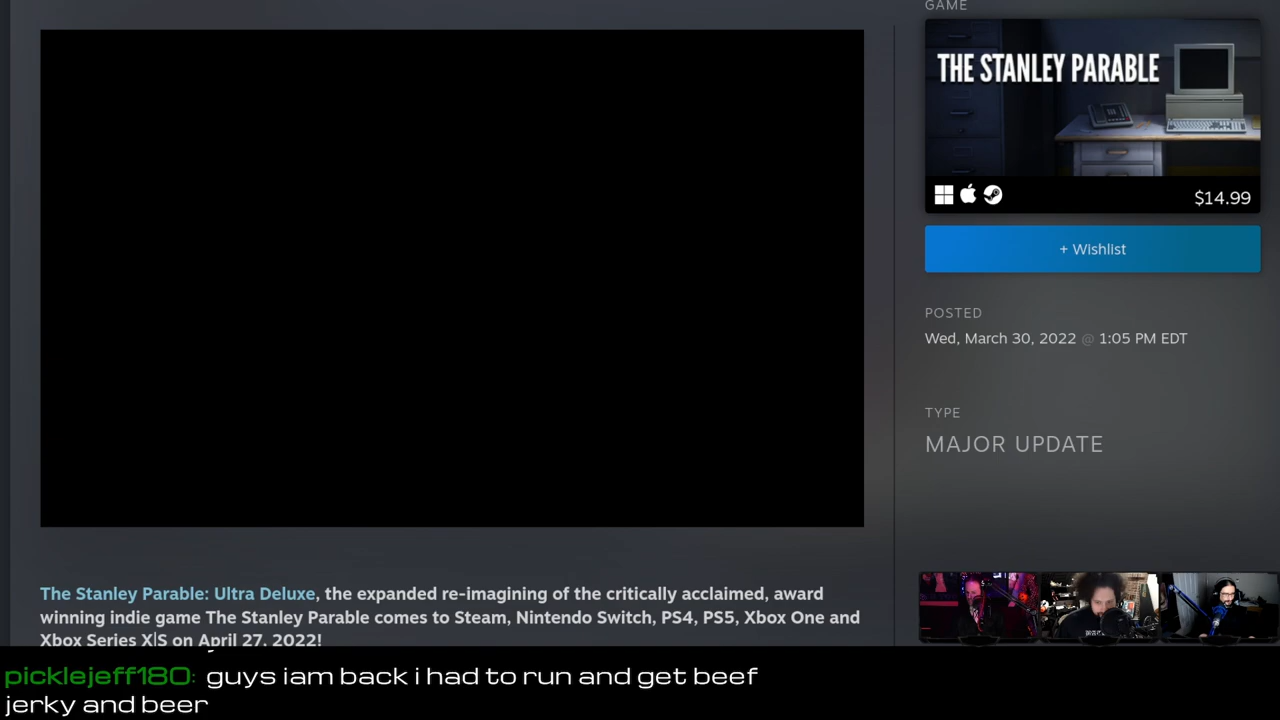 GAME
THE STANLEY PARABLE
$14.99
+ Wishlist
POSTED
Wed, March 30, 2022 @ 1:05 PM EDT
TYPE
MAJOR UPDATE
The Stanley Parable: Ultra Deluxe, the expanded re-imagining of the critically acclaimed, award
winning indie game The Stanley Parable comes to Steam, Nintendo Switch, PS4, PS5, Xbox One and
Xbox Series X|S on April 27, 2022!
picklejeff180: guys iam back i had to run and get beef
jerky and beer